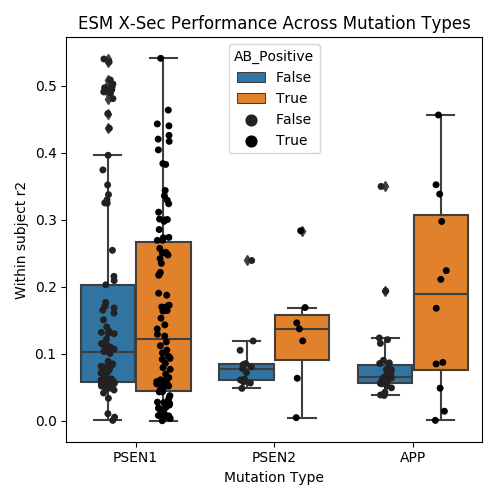 ESM X-Sec Performance Across Mutation Types
Within subject r2
0.5
0.4
0.3
0.2
0.1
0.0
AB_Positive
False
True
False
True
PSEN1
PSEN2
APP
Mutation Type